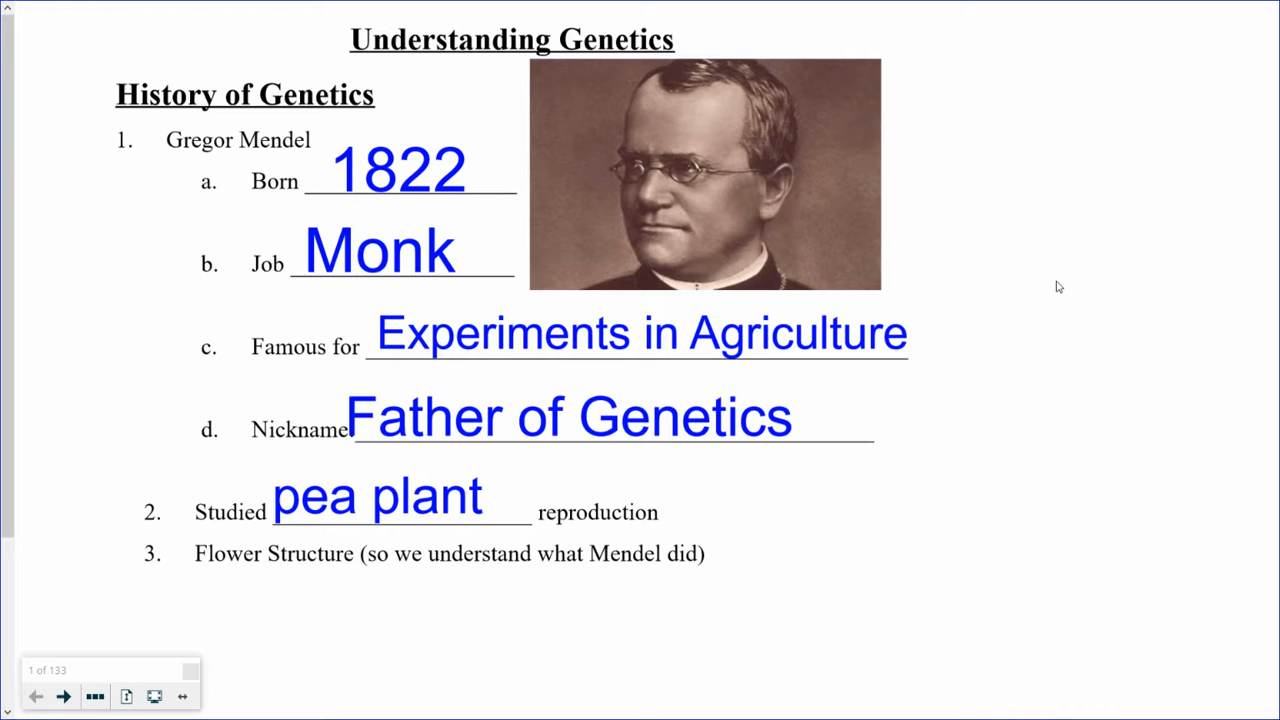 Understanding Genetics
History of Genetics
1. Gregor Mendel
a. Born 1822
b. Job Monk
c. Famous for Experiments in Agriculture
d. Nickname Father of Genetics
2. Studied pea plant reproduction
3. Flower Structure (so we understand what Mendel did)
1 of 133